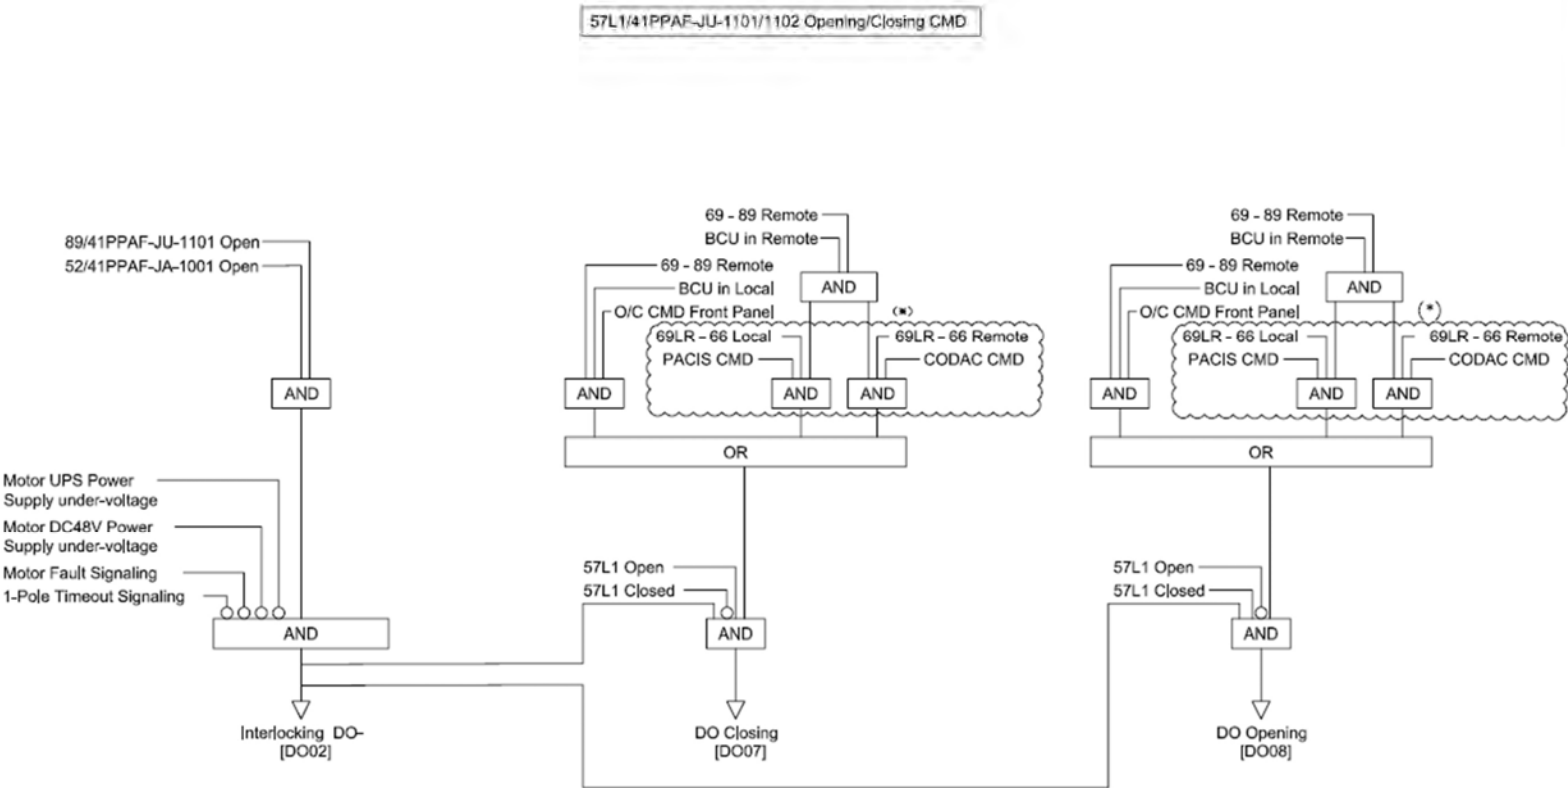 57L1/41PPAF-JU-1101/1102 Opening/Closing CMD
89/41PPAF-JU-1101 Open
52/41PPAF-JA-1001 Open
AND
Motor UPS Power
Supply under-voltage
Motor DC48V Power
Supply under-voltage
Motor Fault Signaling
1-Pole Timeout Signaling
AND
Interlocking DO-
[DO02]
69 - 89 Remote
BCU in Remote
69 - 89 Remote
BCU in Local
O/C CMD Front Panel
AND
(*)
69LR - 66 Local
69LR - 66 Remote
PACIS CMD
CODAC CMD
AND
AND
AND
OR
57L1 Open
57L1 Closed
AND
DO Closing
[DO07]
69 - 89 Remote
BCU in Remote
69 - 89 Remote
BCU in Local
O/C CMD Front Panel
AND
(*)
69LR - 66 Local
69LR - 66 Remote
PACIS CMD
CODAC CMD
AND
AND
AND
OR
57L1 Open
57L1 Closed
AND
DO Opening
[DO08]